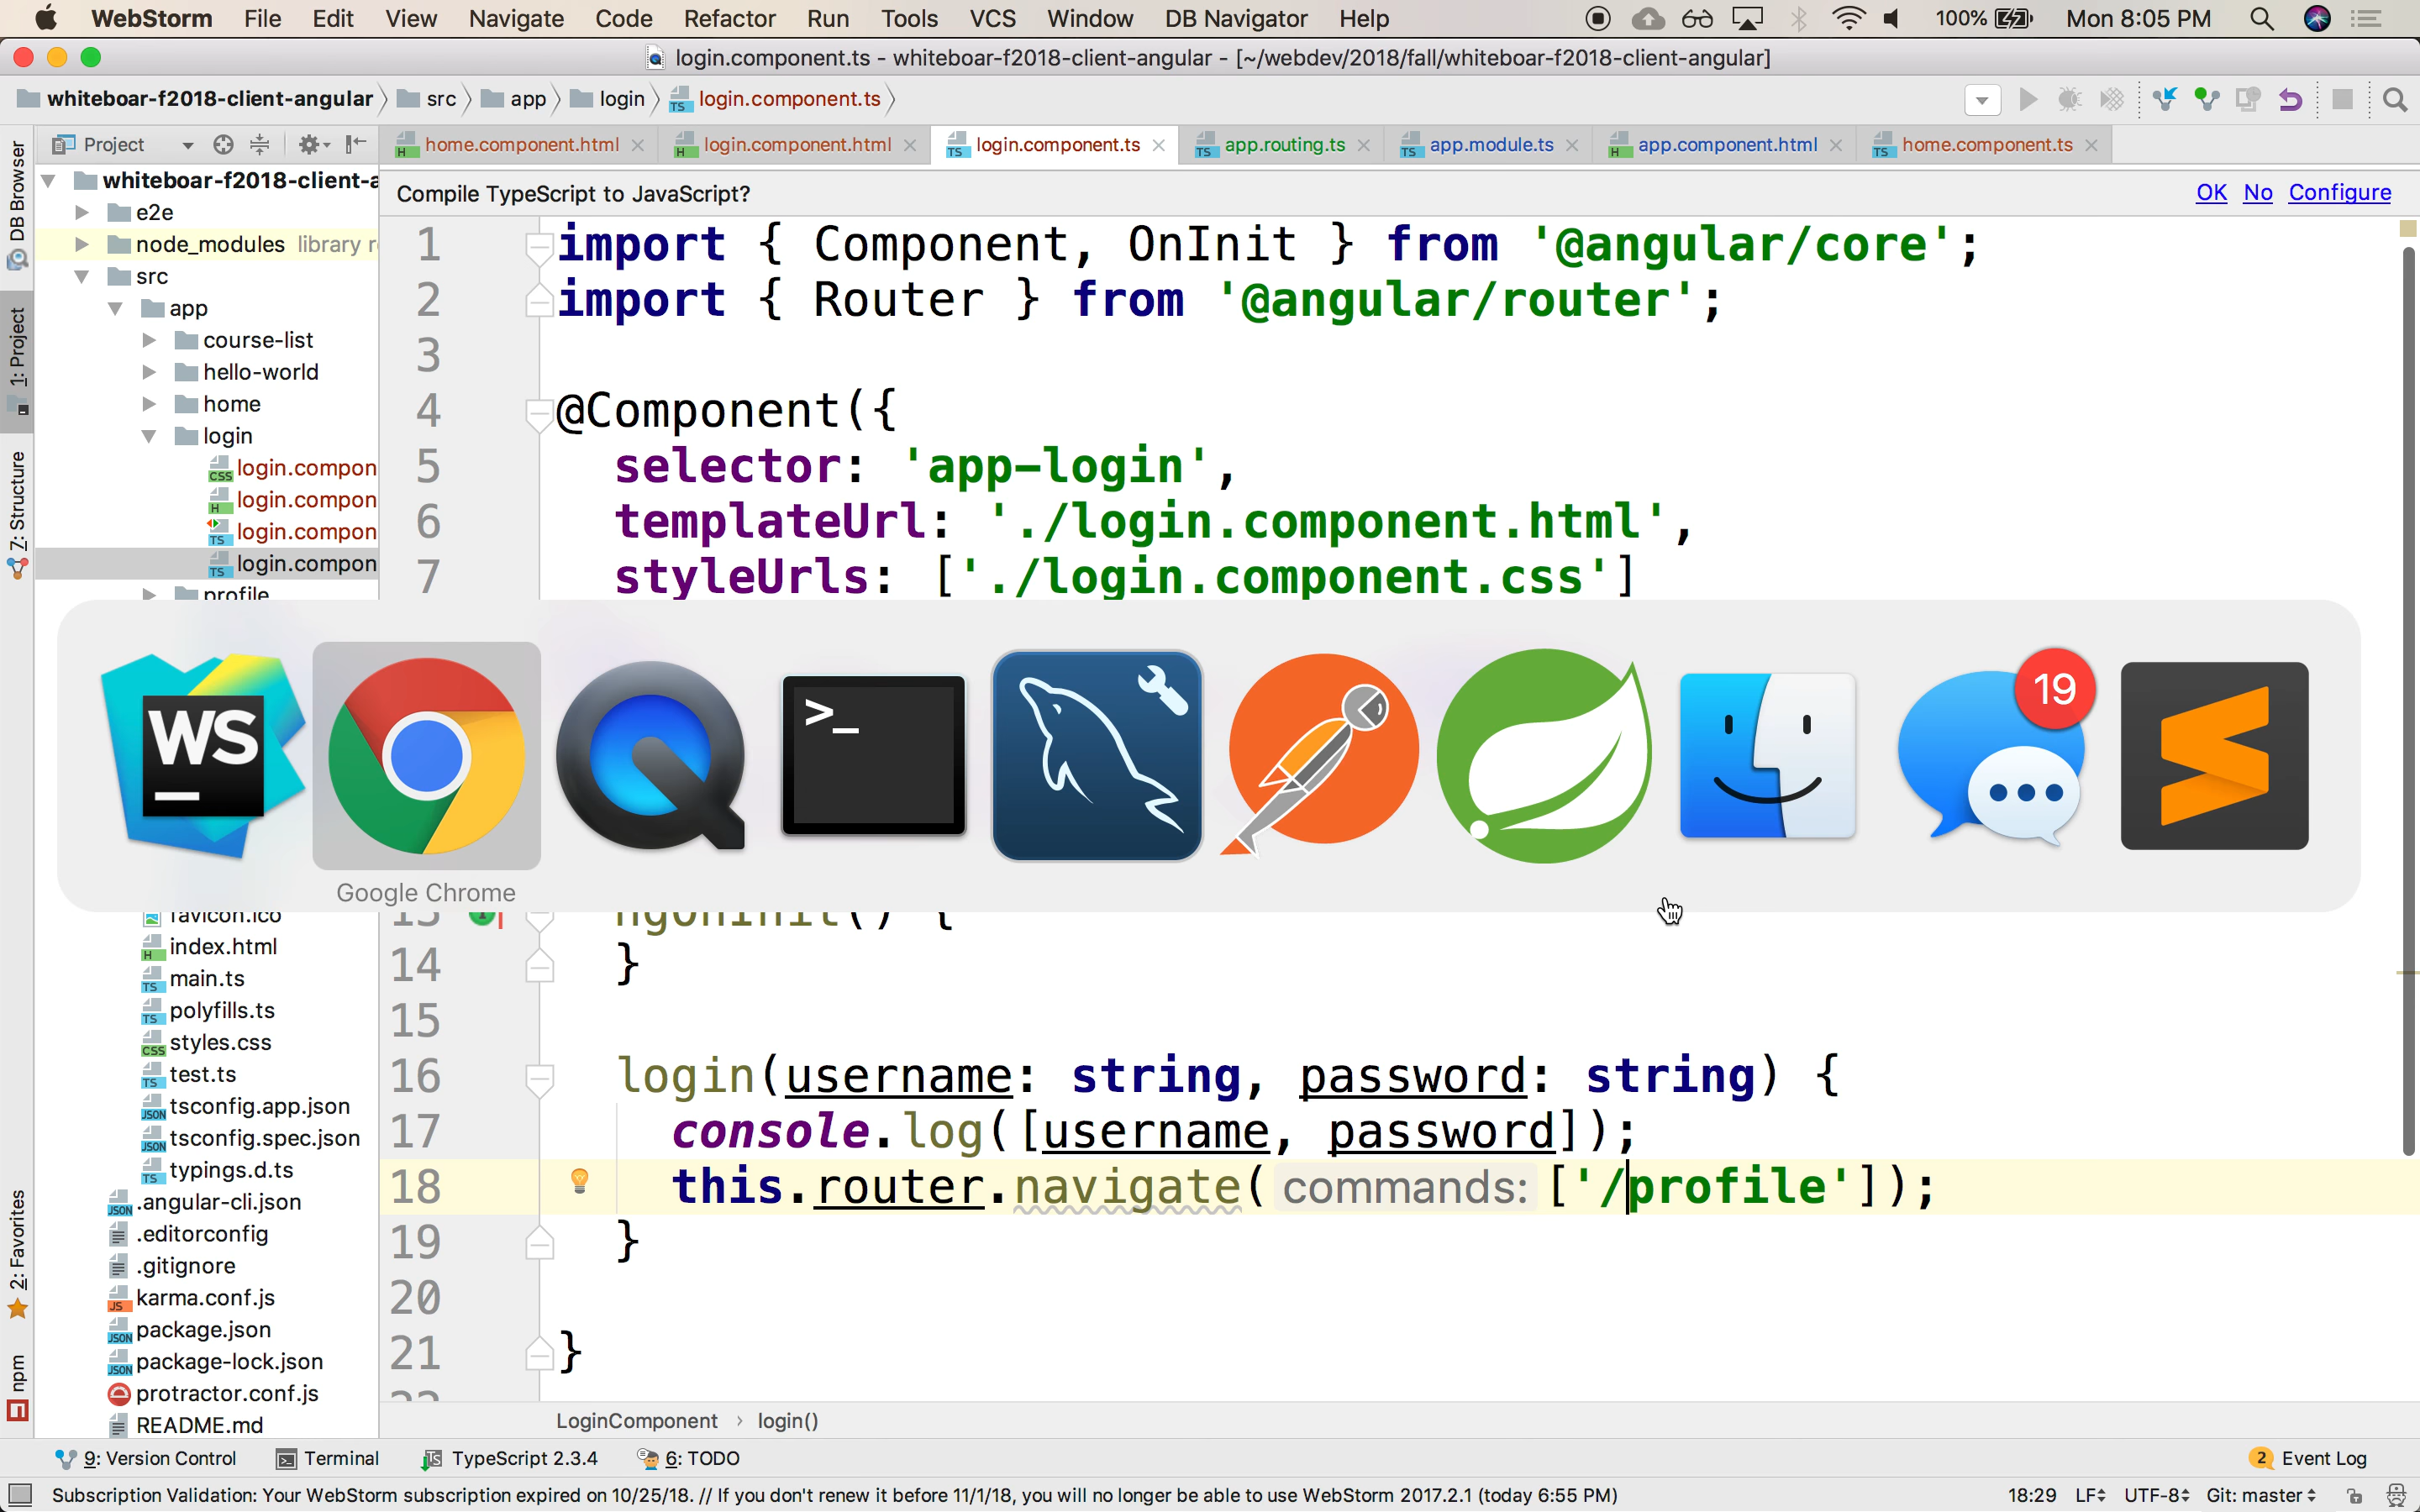 WebStorm File Edit View Navigate Code Refactor Run Tools VCS Window DB Navigator Help 100% Mon 8:05 PM
login.component.ts - whiteboar-f2018-client-angular - [~/webdev/2018/fall/whiteboar-f2018-client-angular]
whiteboar-f2018-client-angular src app login login.component.ts
Project home.component.html login.component.html login.component.ts app.routing.ts app.module.ts app.component.html home.component.ts
Compile TypeScript to JavaScript? OK No Configure
DB Browser
1: Project
7: Structure
2: Favorites
npm
whiteboar-f2018-client-a
e2e
node_modules library r
src
app
course-list
hello-world
home
login
login.compon
login.compon
login.compon
login.compon
profile
favicon.ico
index.html
main.ts
polyfills.ts
styles.css
test.ts
tsconfig.app.json
tsconfig.spec.json
typings.d.ts
.angular-cli.json
.editorconfig
.gitignore
karma.conf.js
package.json
package-lock.json
protractor.conf.js
README.md
1 import { Component, OnInit } from '@angular/core';
2 import { Router } from '@angular/router';
3
4 @Component({
5 selector: 'app-login',
6 templateUrl: './login.component.html',
7 styleUrls: ['./login.component.css']
WS >_ 19
Google Chrome
13 ngOnInit() {
14 }
15
16 login(username: string, password: string) {
17 console.log([username, password]);
18 this.router.navigate( commands: ['/profile']);
19 }
20
21 }
22
LoginComponent › login()
9: Version Control Terminal TypeScript 2.3.4 6: TODO 2 Event Log
Subscription Validation: Your WebStorm subscription expired on 10/25/18. // If you don't renew it before 11/1/18, you will no longer be able to use WebStorm 2017.2.1 (today 6:55 PM) 18:29 LF UTF-8 Git: master